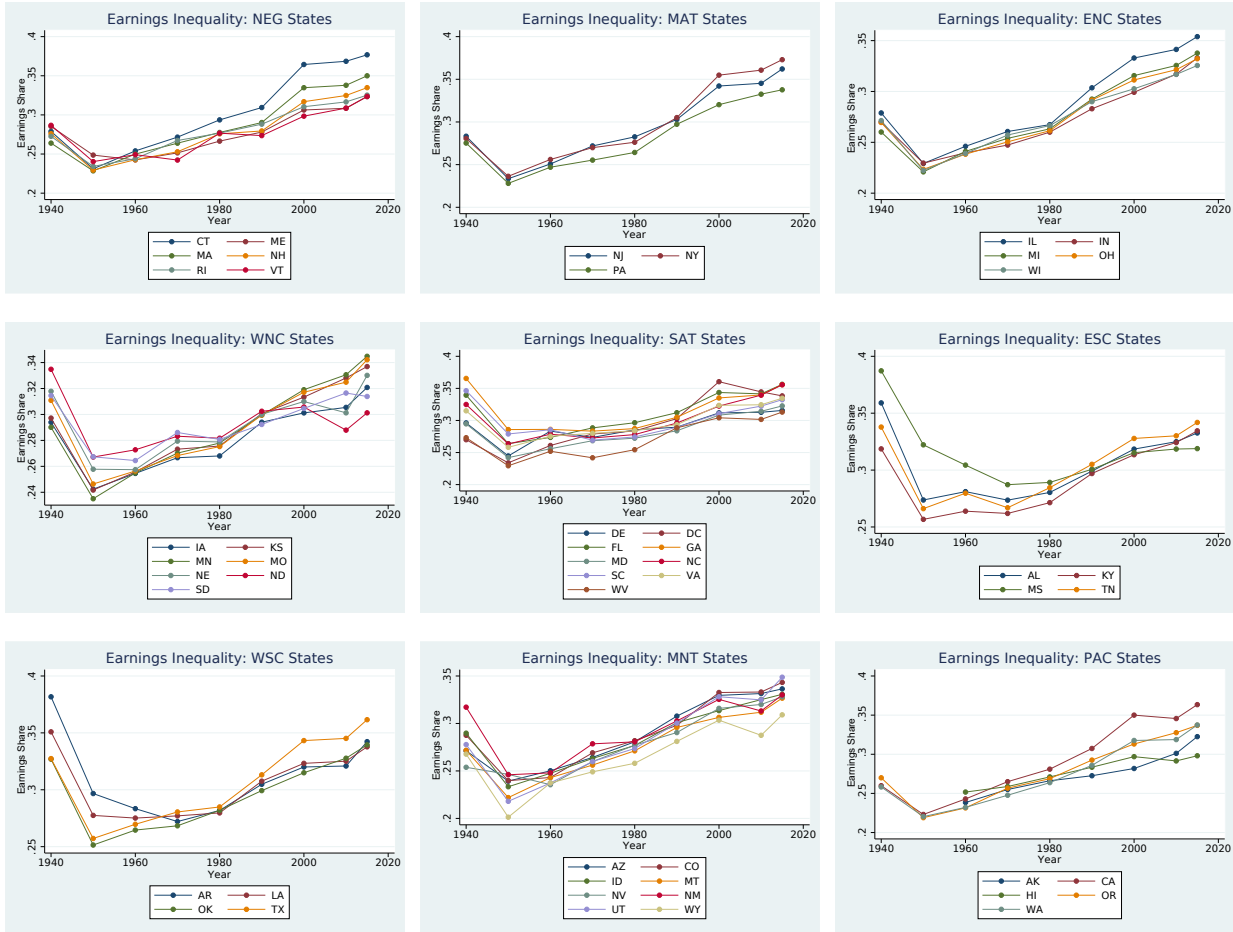 Earnings Inequality: NEG States
Earnings Share
.2 .25 .3 .35 .4
1940 1960 1980 2000 2020
Year
CT ME
MA NH
RI VT
Earnings Inequality: MAT States
Earnings Share
.2 .25 .3 .35 .4
1940 1960 1980 2000 2020
Year
NJ NY
PA
Earnings Inequality: ENC States
Earnings Share
.2 .25 .3 .35
1940 1960 1980 2000 2020
Year
IL IN
MI OH
WI
Earnings Inequality: WNC States
Earnings Share
.24 .26 .28 .3 .32 .34
1940 1960 1980 2000 2020
Year
IA KS
MN MO
NE ND
SD
Earnings Inequality: SAT States
Earnings Share
.2 .25 .3 .35 .4
1940 1960 1980 2000 2020
Year
DE DC
FL GA
MD NC
SC VA
WV
Earnings Inequality: ESC States
Earnings Share
.25 .3 .35 .4
1940 1960 1980 2000 2020
Year
AL KY
MS TN
Earnings Inequality: WSC States
Earnings Share
.25 .3 .35 .4
1940 1960 1980 2000 2020
Year
AR LA
OK TX
Earnings Inequality: MNT States
Earnings Share
.2 .25 .3 .35
1940 1960 1980 2000 2020
Year
AZ CO
ID MT
NV NM
UT WY
Earnings Inequality: PAC States
Earnings Share
.2 .25 .3 .35 .4
1940 1960 1980 2000 2020
Year
AK CA
HI OR
WA